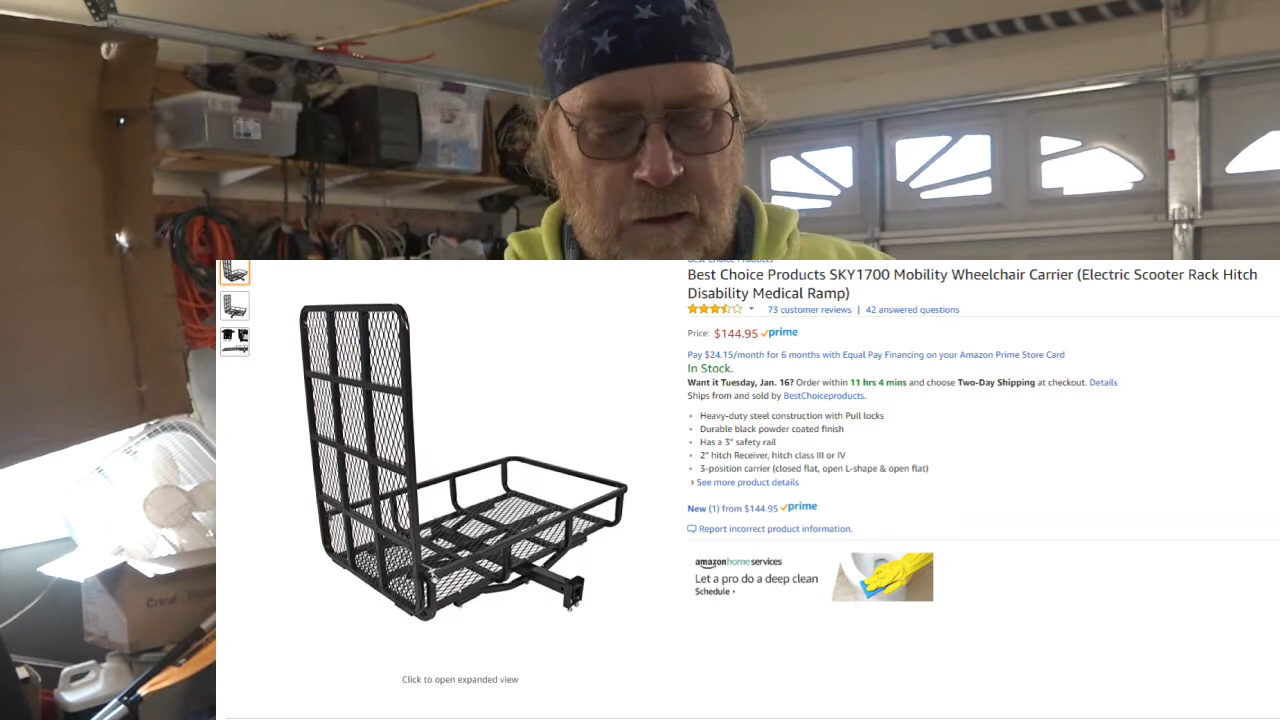 Best Choice Products
Best Choice Products SKY1700 Mobility Wheelchair Carrier (Electric Scooter Rack Hitch
Disability Medical Ramp)
73 customer reviews | 42 answered questions
Price: $144.95 prime
Pay $24.15/month for 6 months with Equal Pay Financing on your Amazon Prime Store Card
In Stock.
Want it Tuesday, Jan. 16? Order within 11 hrs 4 mins and choose Two-Day Shipping at checkout. Details
Ships from and sold by BestChoiceproducts.
Heavy-duty steel construction with Pull locks
Durable black powder coated finish
Has a 3" safety rail
2" hitch Receiver, hitch class III or IV
3-position carrier (closed flat, open L-shape & open flat)
› See more product details
New (1) from $144.95 prime
Report incorrect product information.
amazonhome services
Let a pro do a deep clean
Schedule ›
Click to open expanded view